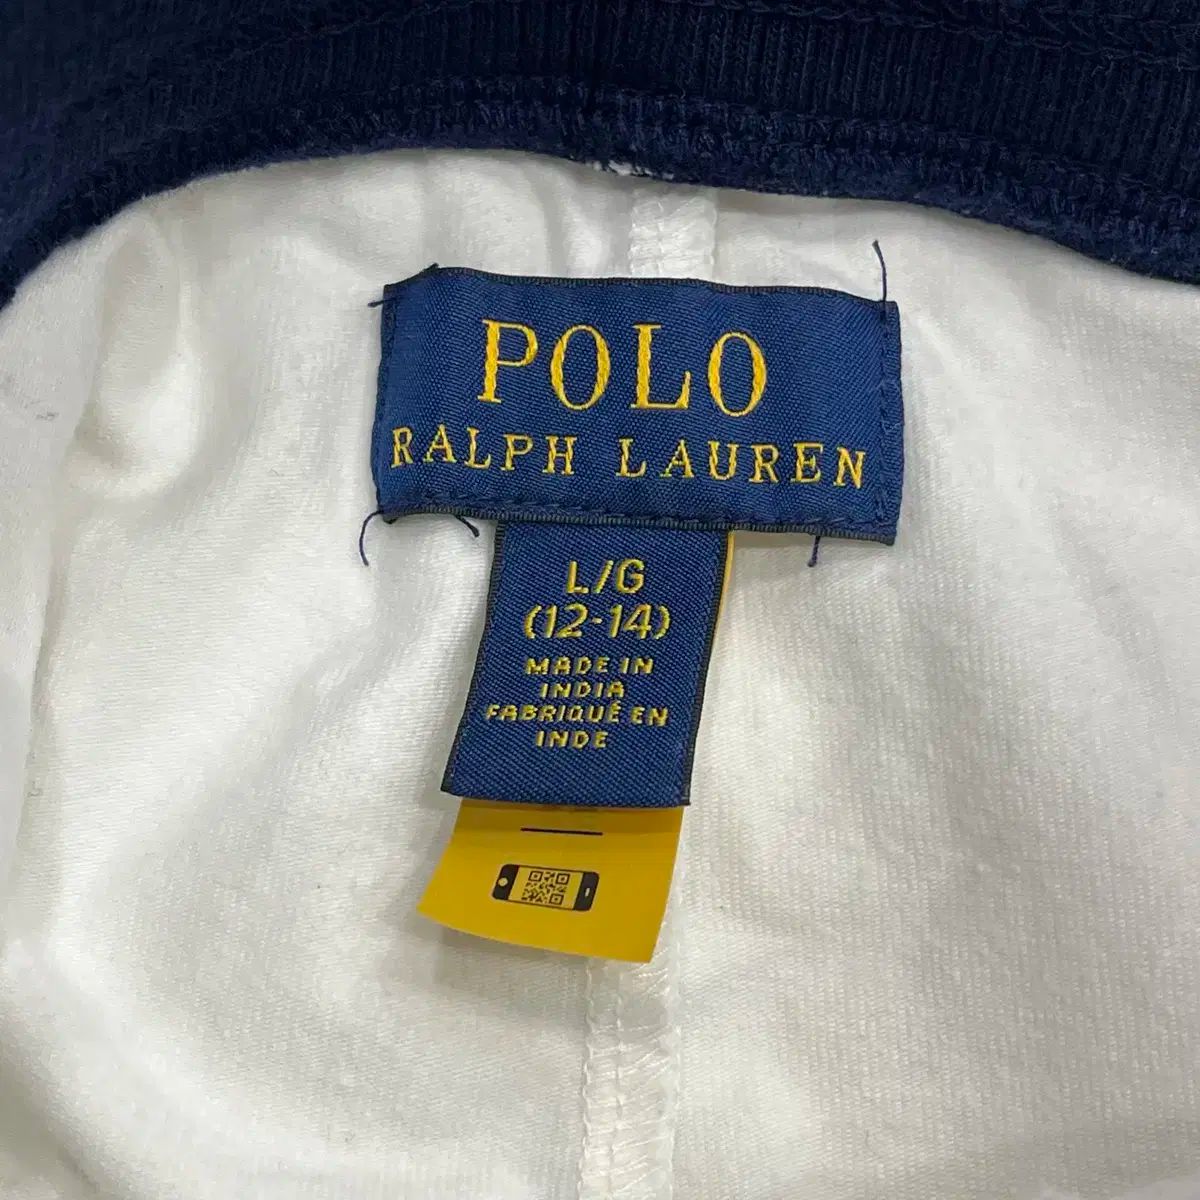 POLO
RALPH LAUREN
L/G
(12-14)
MADE IN
INDIA
FABRIQUÉ EN
INDE